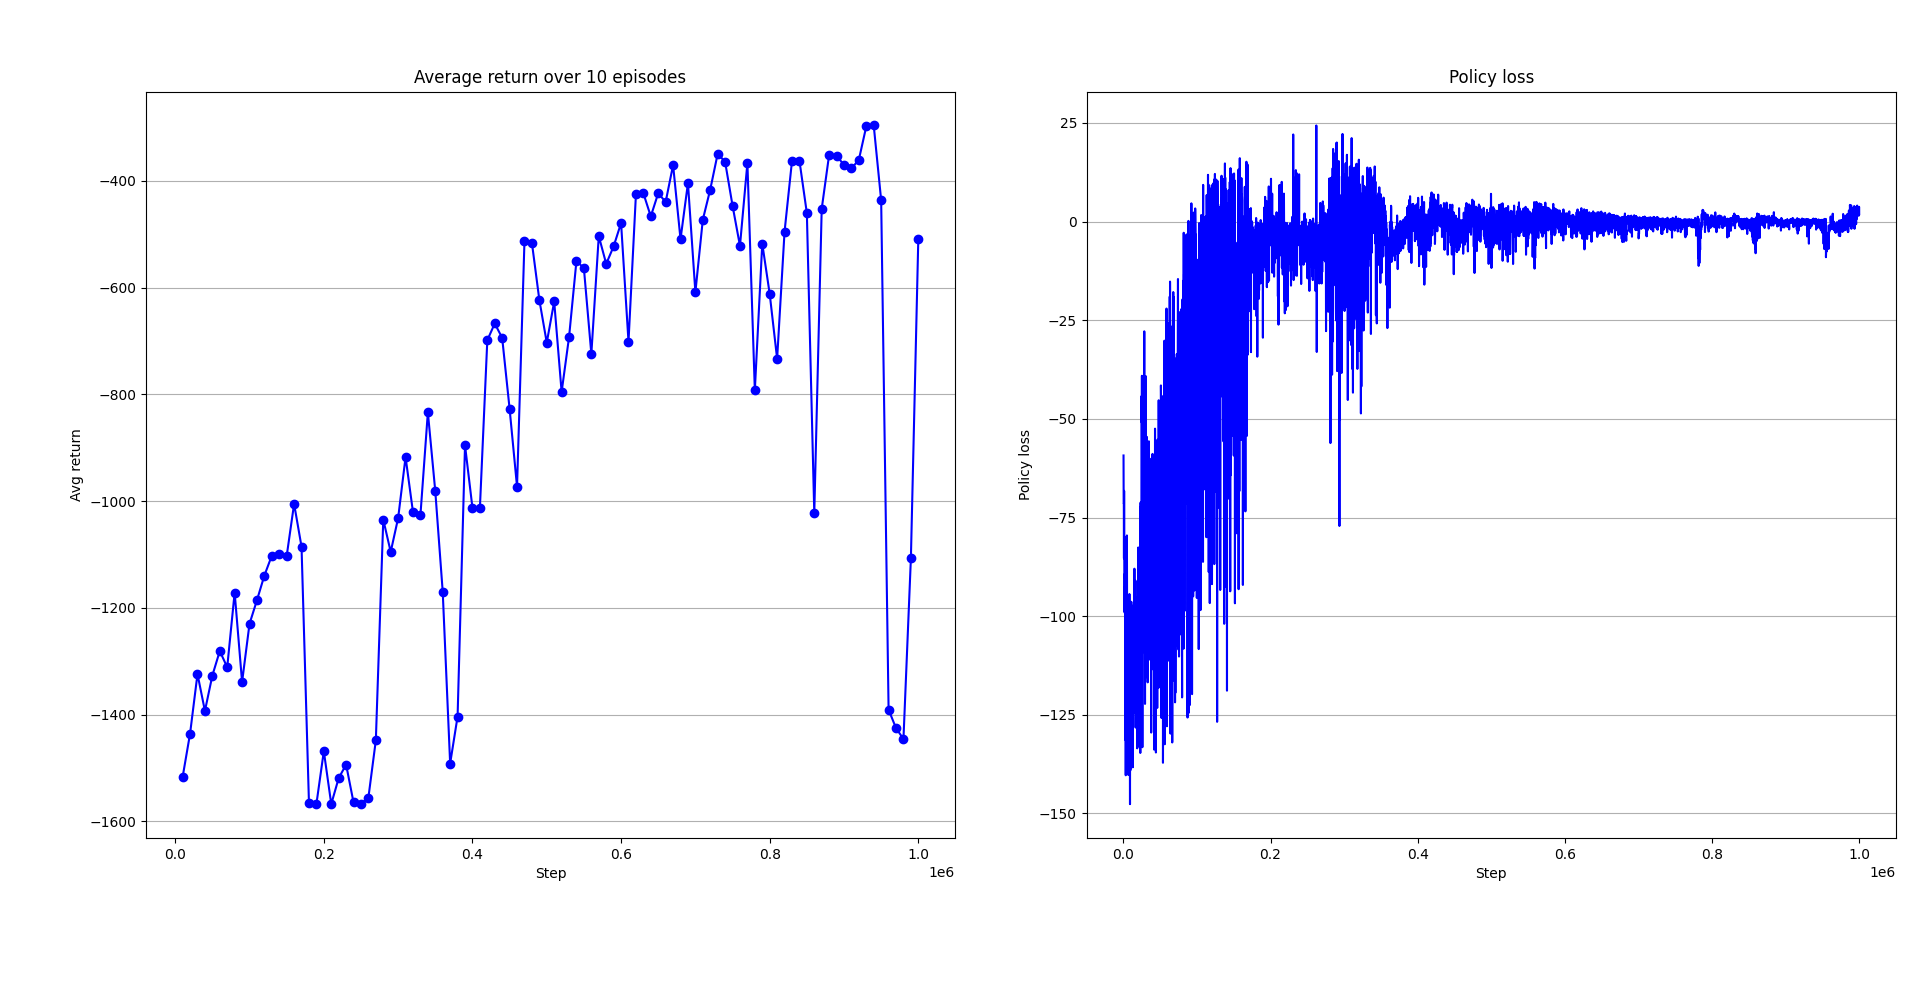 Average return over 10 episodes
Avg return
−400
−600
−800
−1000
−1200
−1400
−1600
0.0 0.2 0.4 0.6 0.8 1.0
1e6
Step
Policy loss
Policy loss
25
0
−25
−50
−75
−100
−125
−150
0.0 0.2 0.4 0.6 0.8 1.0
1e6
Step